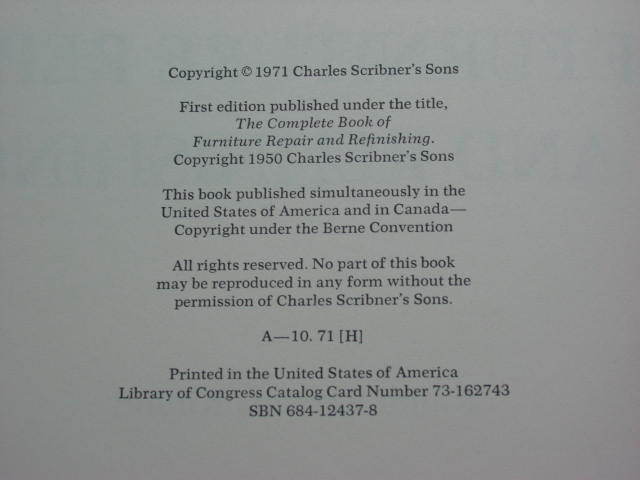 Copyright © 1971 Charles Scribner's Sons
First edition published under the title,
The Complete Book of
Furniture Repair and Refinishing.
Copyright 1950 Charles Scribner's Sons
This book published simultaneously in the
United States of America and in Canada—
Copyright under the Berne Convention
All rights reserved. No part of this book
may be reproduced in any form without the
permission of Charles Scribner's Sons.
A—10. 71 [H]
Printed in the United States of America
Library of Congress Catalog Card Number 73-162743
SBN 684-12437-8